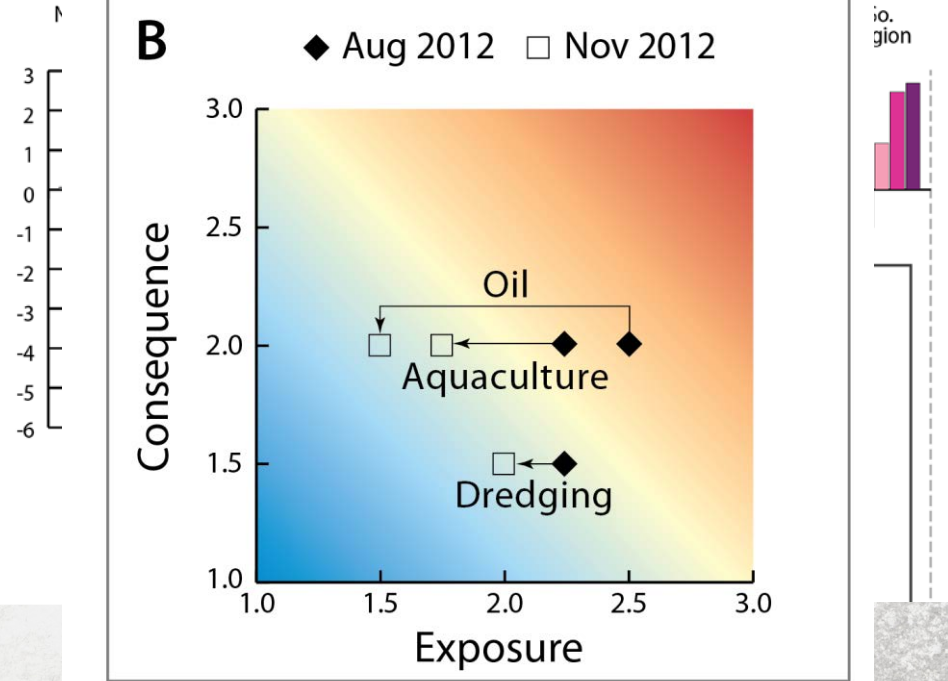 B
◆ Aug 2012 □ Nov 2012
3.0
2.5
2.0
1.5
1.0
Consequence
Oil
Aquaculture
Dredging
1.0 1.5 2.0 2.5 3.0
Exposure
3
2
1
0
-1
-2
-3
-4
-5
-6